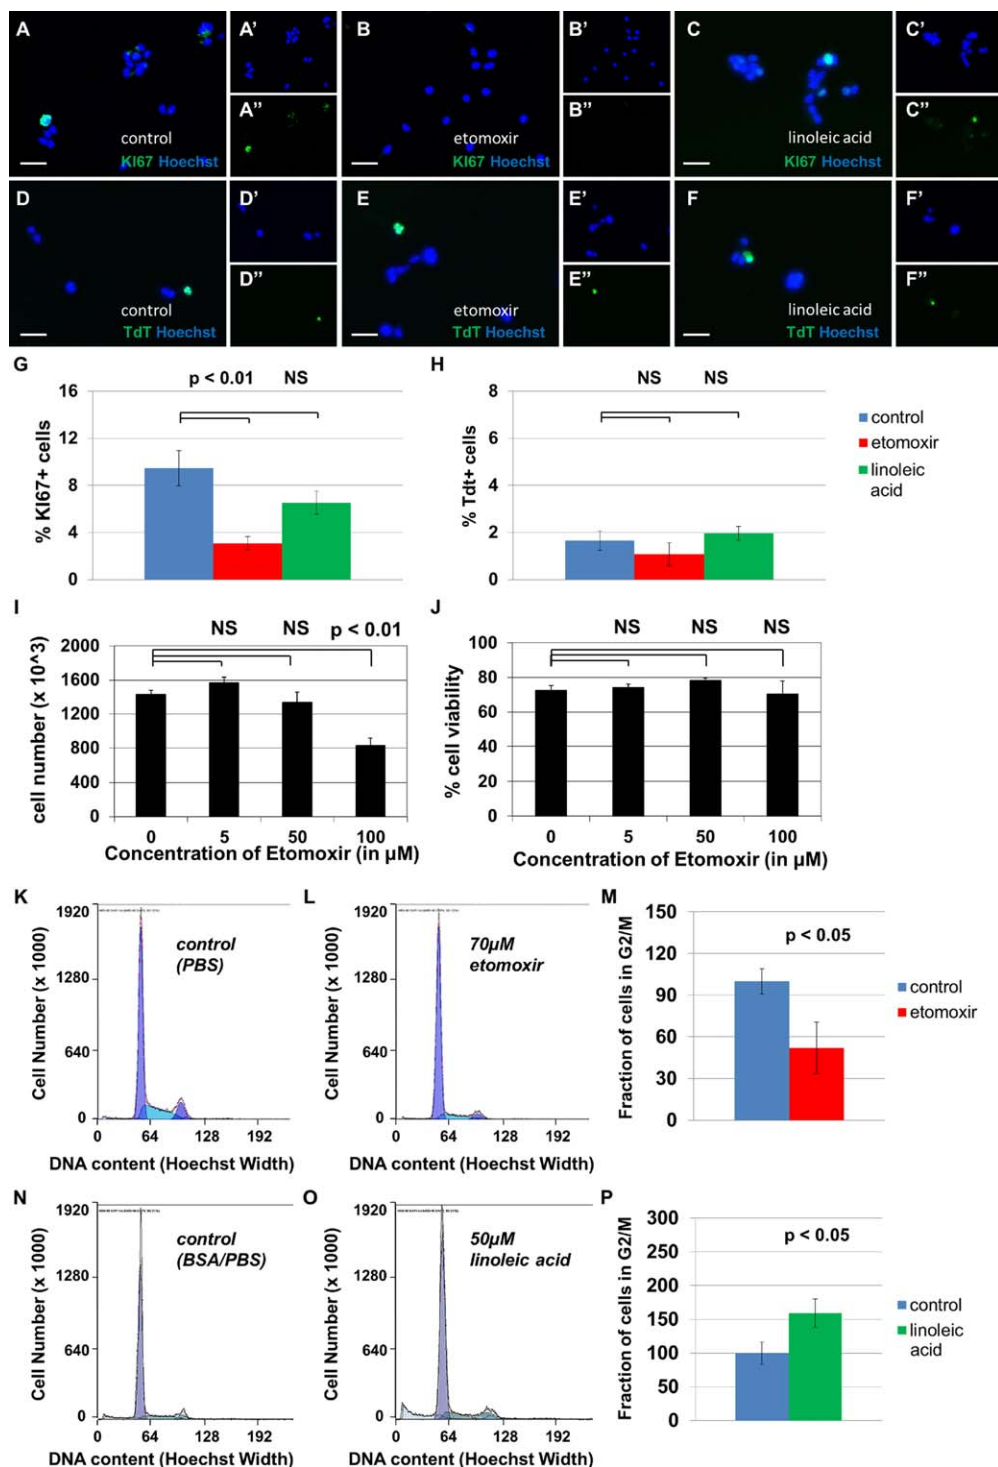 A
control
KI67 Hoechst
A'
A"
B
etomoxir
KI67 Hoechst
B'
B"
C
linoleic acid
KI67 Hoechst
C'
C"
D
control
TdT Hoechst
D'
D"
E
etomoxir
TdT Hoechst
E'
E"
F
linoleic acid
TdT Hoechst
F'
F"
G
p < 0.01 NS
% KI67+ cells
16
12
8
4
0
H
NS NS
% Tdt+ cells
8
6
4
2
0
control
etomoxir
linoleic
acid
I
NS NS p < 0.01
cell number (x 10^3)
2000
1600
1200
800
400
0
0 5 50 100
Concentration of Etomoxir (in µM)
J
NS NS NS
% cell viability
100
80
60
40
20
0
0 5 50 100
Concentration of Etomoxir (in µM)
K
control
(PBS)
Cell Number (x 1000)
1920
1280
640
0
0 64 128 192
DNA content (Hoechst Width)
L
70µM
etomoxir
Cell Number (x 1000)
1920
1280
640
0
0 64 128 192
DNA content (Hoechst Width)
M
p < 0.05
Fraction of cells in G2/M
150
120
90
60
30
0
control
etomoxir
N
control
(BSA/PBS)
Cell Number (x 1000)
1920
1280
640
0
0 64 128 192
DNA content (Hoechst Width)
O
50µM
linoleic acid
Cell Number (x 1000)
1920
1280
640
0
0 64 128 192
DNA content (Hoechst Width)
P
p < 0.05
Fraction of cells in G2/M
300
250
200
150
100
50
0
control
linoleic
acid